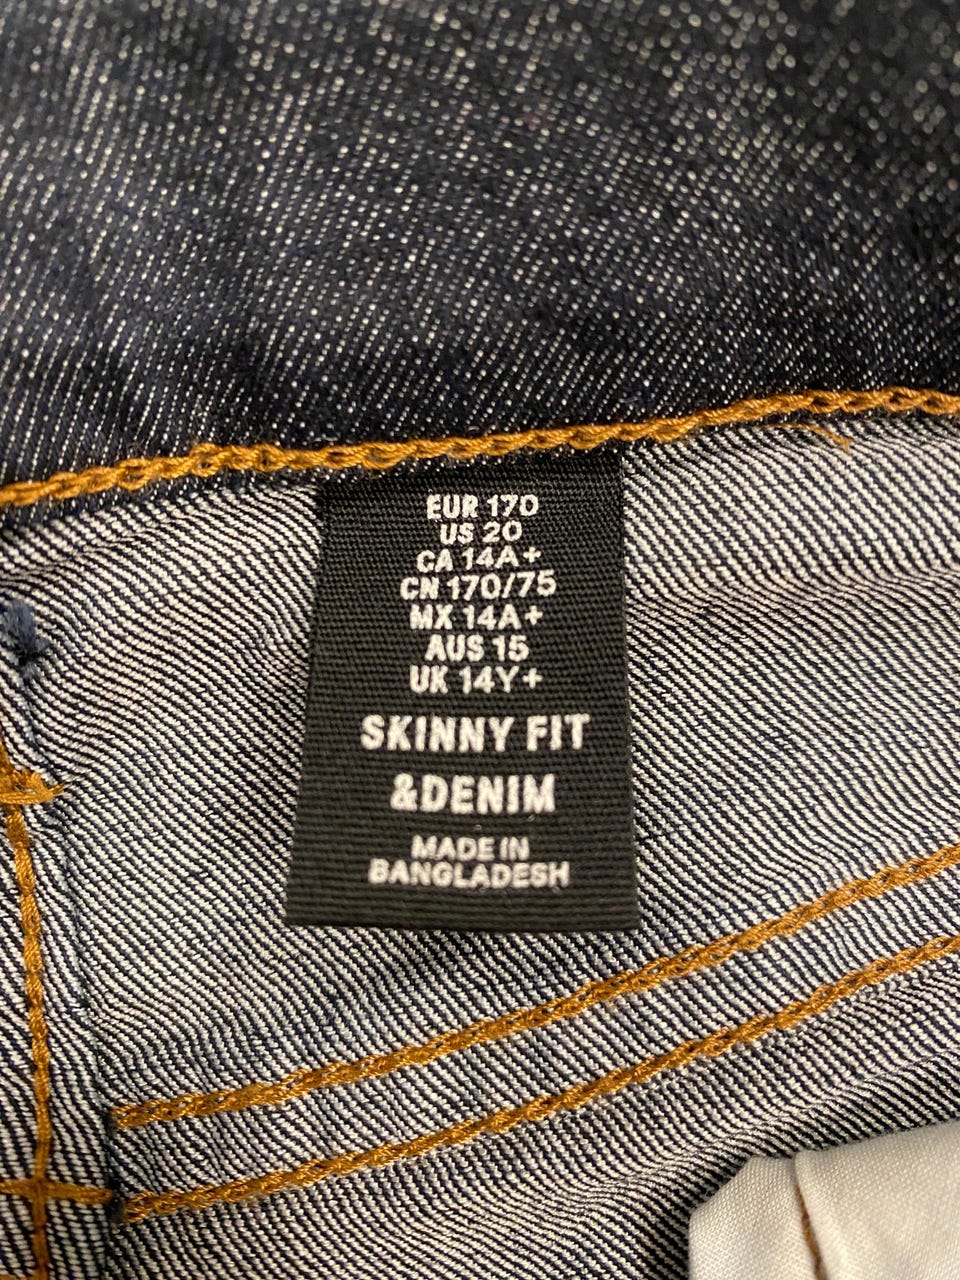 EUR 170
US 20
CA 14A+
CN 170/75
MX 14A+
AUS 15
UK 14Y+
SKINNY FIT
&DENIM
MADE IN
BANGLADESH